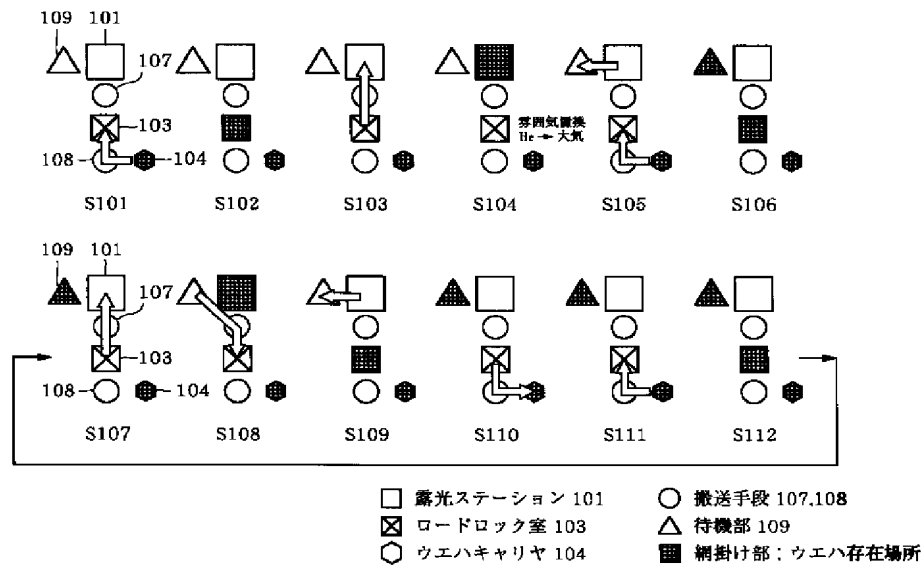 109 101
107
103
108 104
雰囲気置換
He → 大気
S101 S102 S103 S104 S105 S106
109 101
107
103
108 104
S107 S108 S109 S110 S111 S112
露光ステーション 101 搬送手段 107,108
ロードロック室 103 待機部 109
ウエハキャリヤ 104 網掛け部：ウエハ存在場所